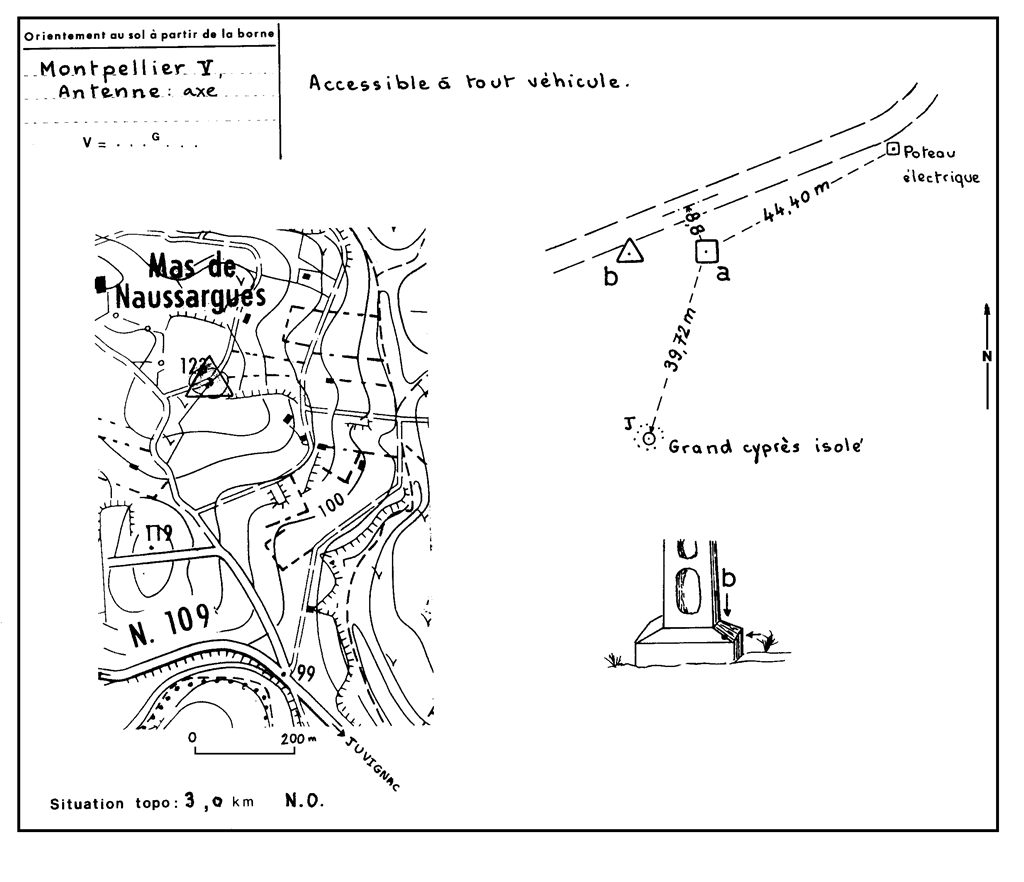 Orientement au sol à partir de la borne
Montpellier V,
Antenne: axe
V = . . . G . . .
Accessible à tout véhicule.
Poteau
électrique
44,40 m
8,8
b
a
39,72 m
N
J
Grand cyprès isolé
b
Mas de
Naussargues
122
100
N. 109
99
0 200 m
JUVIGNAC
Situation topo: 3,0 km N.O.